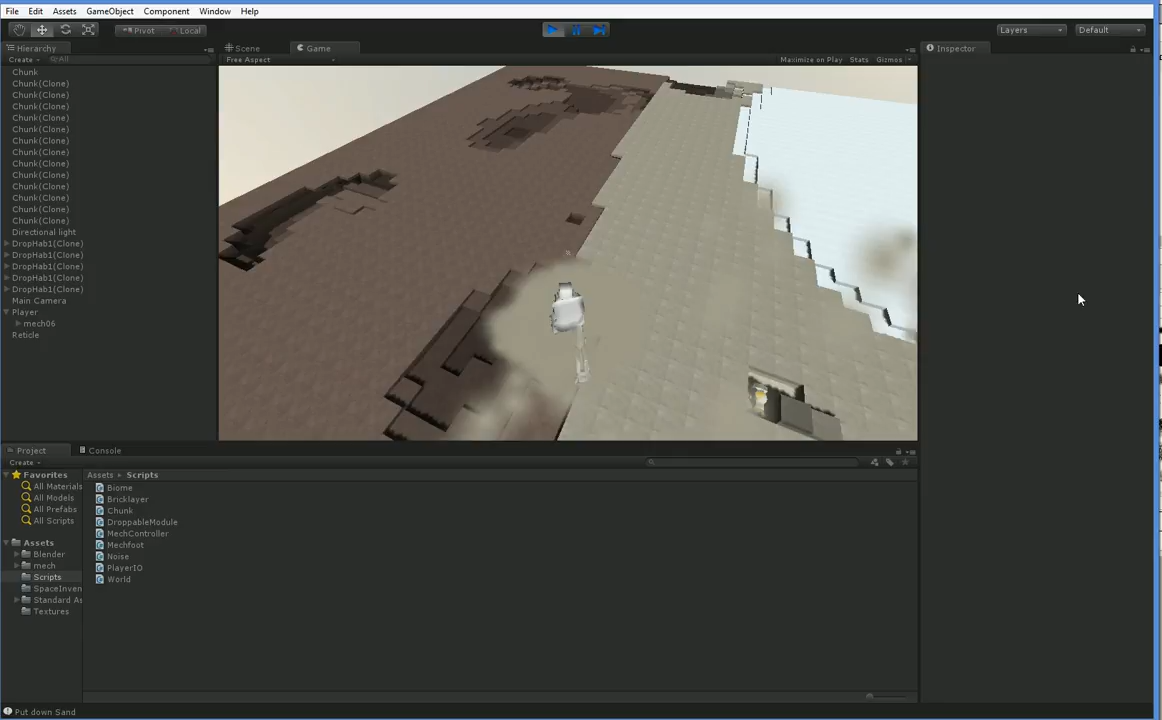 File Edit Assets GameObject Component Window Help
Pivot Local Layers Default
Hierarchy Scene Game Inspector
Create All Free Aspect Maximize on Play Stats Gizmos
Chunk
Chunk(Clone)
Chunk(Clone)
Chunk(Clone)
Chunk(Clone)
Chunk(Clone)
Chunk(Clone)
Chunk(Clone)
Chunk(Clone)
Chunk(Clone)
Chunk(Clone)
Chunk(Clone)
Chunk(Clone)
Chunk(Clone)
Directional light
DropHab1(Clone)
DropHab1(Clone)
DropHab1(Clone)
DropHab1(Clone)
DropHab1(Clone)
Main Camera
Player
mech06
Reticle
Project Console
Create
Favorites
All Materials
All Models
All Prefabs
All Scripts
Assets
Blender
mech
Scripts
SpaceInven
Standard As
Textures
Assets Scripts
Biome
Bricklayer
Chunk
DroppableModule
MechController
Mechfoot
Noise
PlayerIO
World
Put down Sand